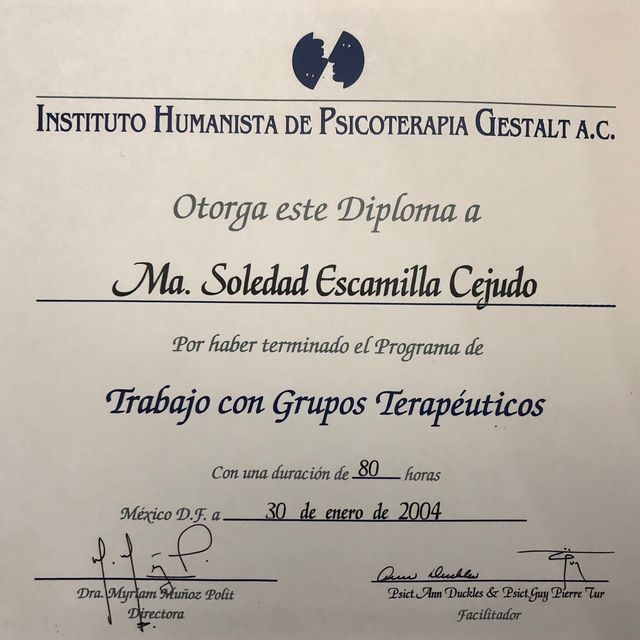 INSTITUTO HUMANISTA DE PSICOTERAPIA GESTALT A.C.
Otorga este Diploma a
Ma. Soledad Escamilla Cejudo
Por haber terminado el Programa de
Trabajo con Grupos Terapéuticos
Con una duración de 80 horas
México D.F. a 30 de enero de 2004
Ann Duckles
Dra. Myriam Muñoz Polit
Directora
Psict. Ann Duckles & Psict. Guy Pierre Tur
Facilitador